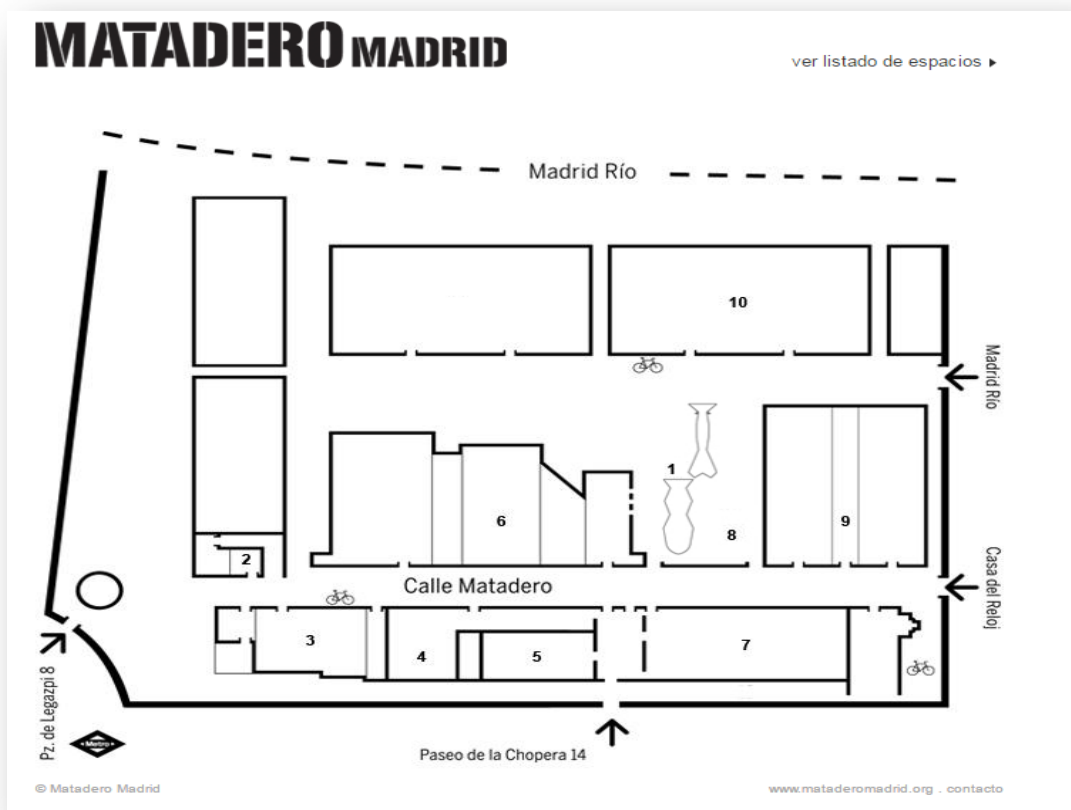 MATADERO MADRID
ver listado de espacios
Madrid Río
10
Madrid Río
1
6
8
9
2
Calle Matadero
Casa del Reloj
3
4
5
7
Pz. de Legazpi 8
Metro
Paseo de la Chopera 14
© Matadero Madrid
www.mataderomadrid.org . contacto